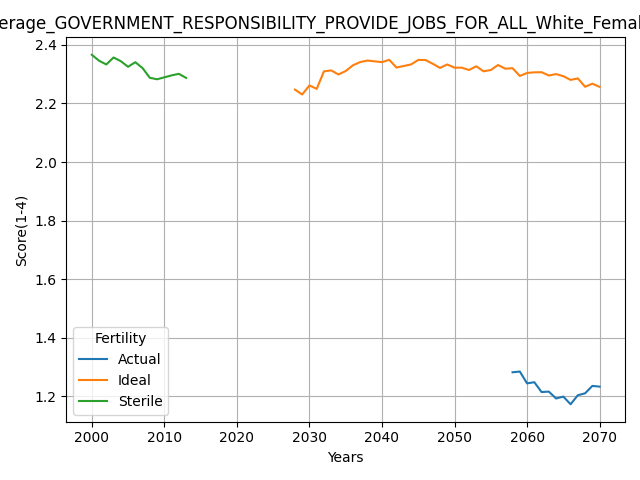 erage_GOVERNMENT_RESPONSIBILITY_PROVIDE_JOBS_FOR_ALL_White_Femal
2.4
2.2
2.0
1.8
1.6
1.4
1.2
Score(1-4)
Fertility
Actual
Ideal
Sterile
2000 2010 2020 2030 2040 2050 2060 2070
Years